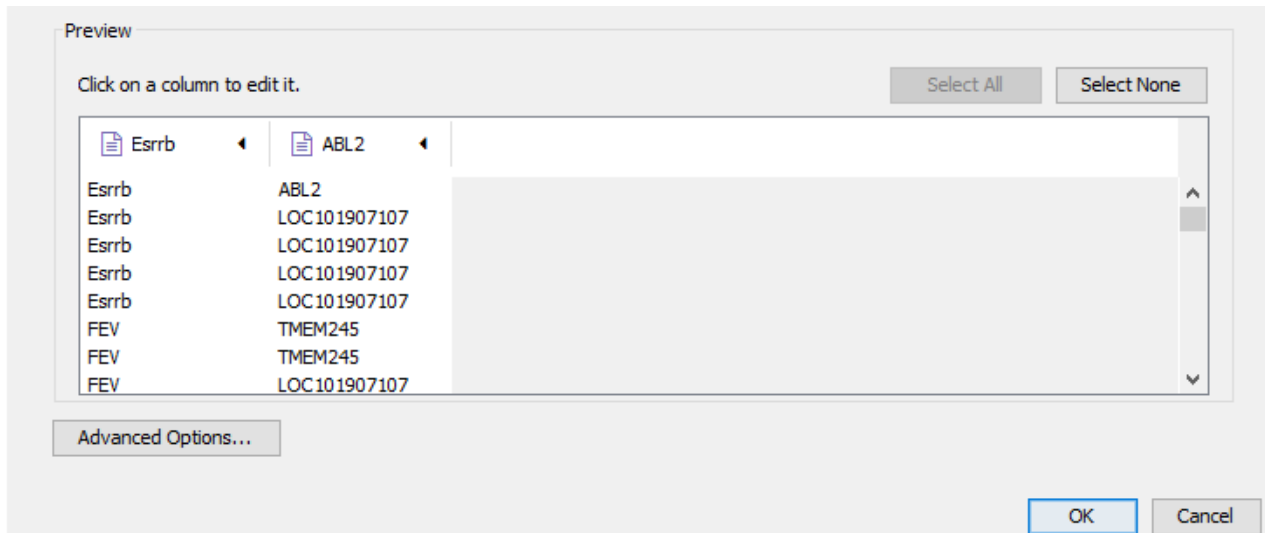 Preview
Click on a column to edit it.
Select All
Select None
Esrrb ABL2
Esrrb ABL2
Esrrb LOC101907107
Esrrb LOC101907107
Esrrb LOC101907107
Esrrb LOC101907107
FEV TMEM245
FEV TMEM245
FEV LOC101907107
Advanced Options...
OK
Cancel